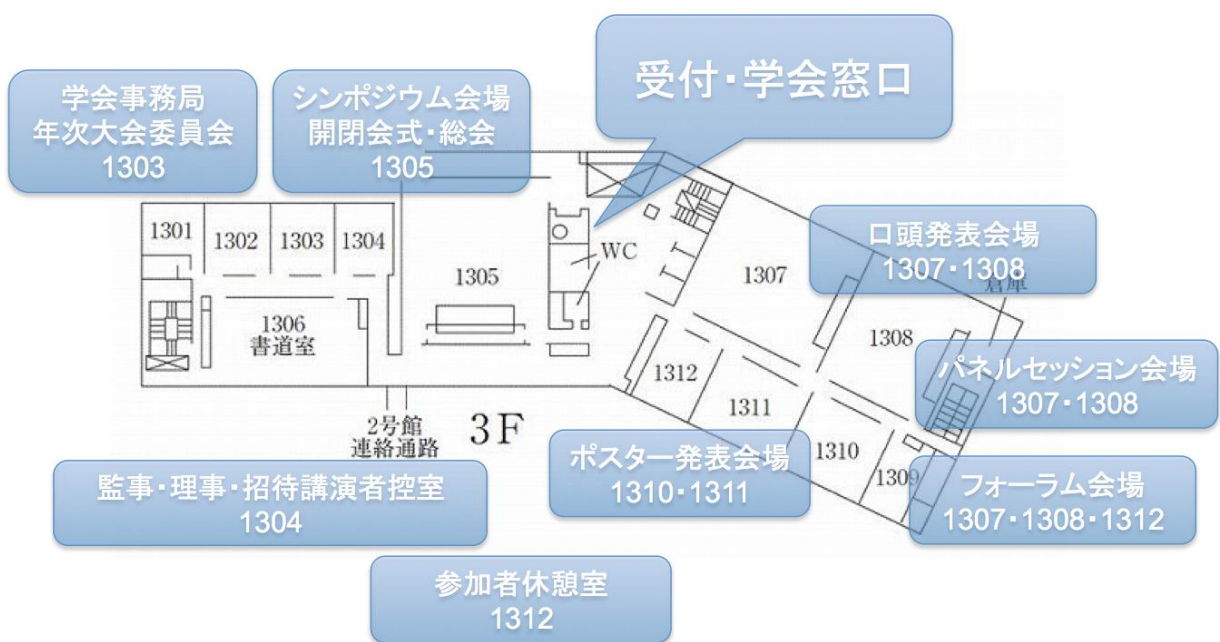 受付・学会窓口
学会事務局
年次大会委員会
1303
シンポジウム会場
開閉会式・総会
1305
口頭発表会場
1307・1308
倉庫
1301
1302
1303
1304
1305
WC
1307
1306
書道室
1308
パネルセッション会場
1307・1308
1312
1311
1310
1309
2号館
連絡通路
3F
ポスター発表会場
1310・1311
フォーラム会場
1307・1308・1312
監事・理事・招待講演者控室
1304
参加者休憩室
1312